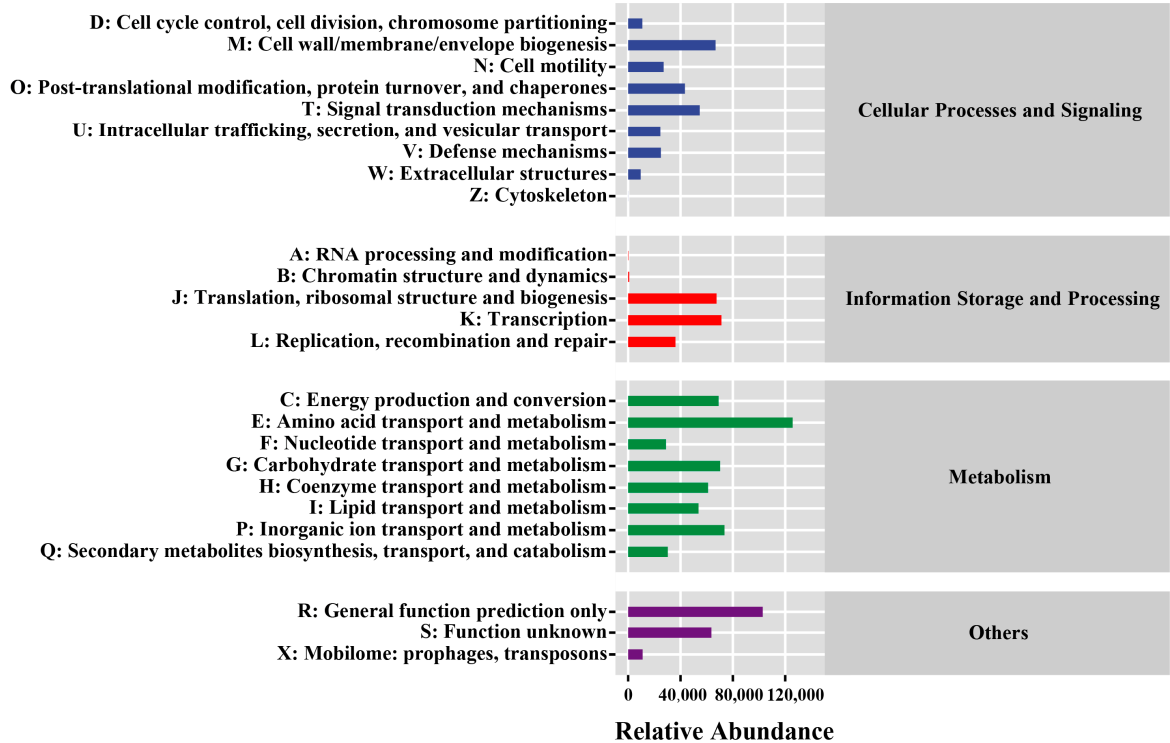 D: Cell cycle control, cell division, chromosome partitioning
M: Cell wall/membrane/envelope biogenesis
N: Cell motility
O: Post-translational modification, protein turnover, and chaperones
T: Signal transduction mechanisms
U: Intracellular trafficking, secretion, and vesicular transport
V: Defense mechanisms
W: Extracellular structures
Z: Cytoskeleton
Cellular Processes and Signaling
A: RNA processing and modification
B: Chromatin structure and dynamics
J: Translation, ribosomal structure and biogenesis
K: Transcription
L: Replication, recombination and repair
Information Storage and Processing
C: Energy production and conversion
E: Amino acid transport and metabolism
F: Nucleotide transport and metabolism
G: Carbohydrate transport and metabolism
H: Coenzyme transport and metabolism
I: Lipid transport and metabolism
P: Inorganic ion transport and metabolism
Q: Secondary metabolites biosynthesis, transport, and catabolism
Metabolism
R: General function prediction only
S: Function unknown
X: Mobilome: prophages, transposons
Others
0 40,000 80,000 120,000
Relative Abundance